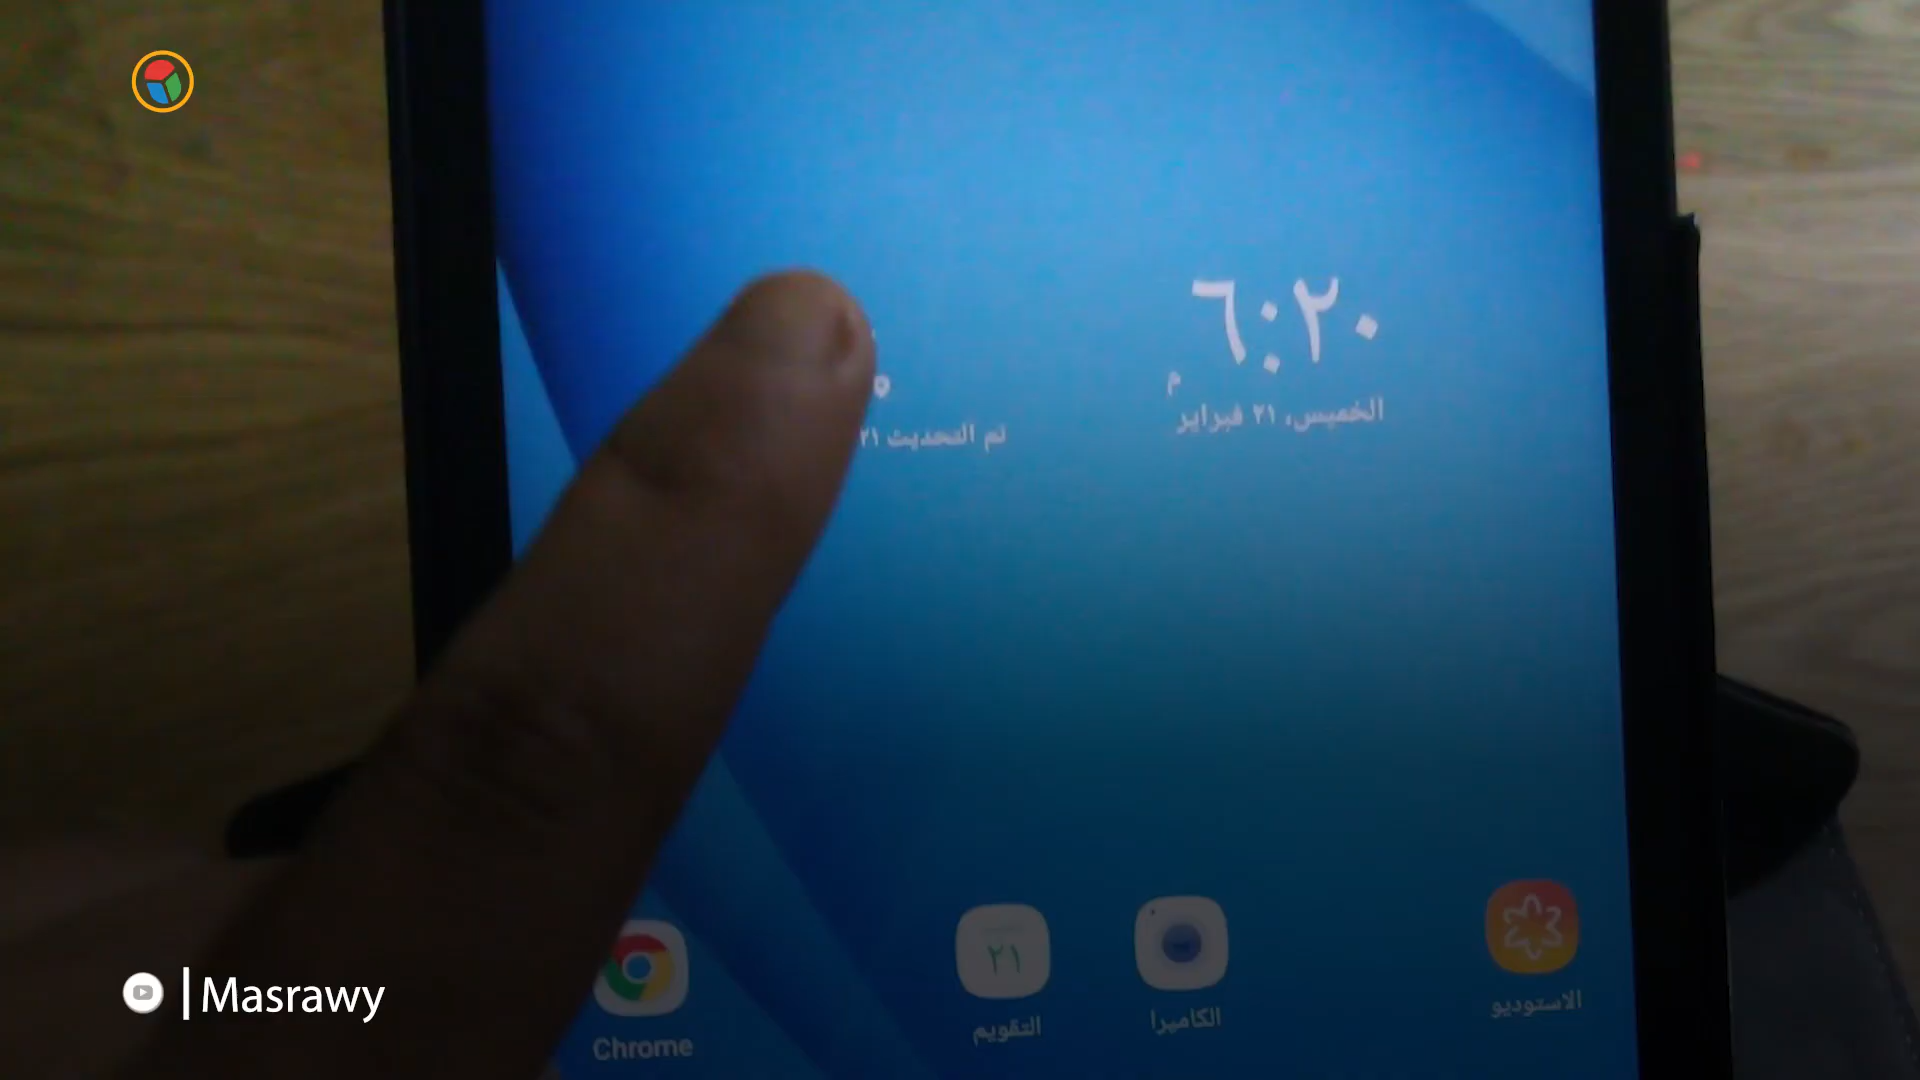 ٦:٢٠
م
الخميس، ٢١ فبراير
تم التحديث ٢١
٢١
الاستوديو
الكاميرا
التقويم
Chrome
Masrawy